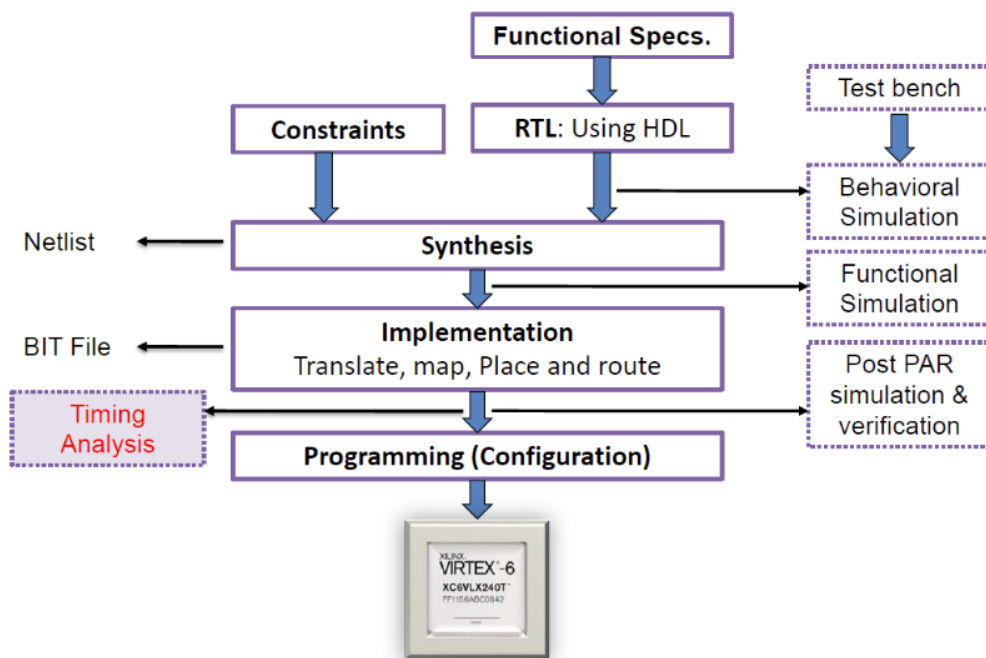 Functional Specs.
Test bench
Constraints
RTL: Using HDL
Behavioral
Simulation
Netlist
Synthesis
Functional
Simulation
Implementation
BIT File
Translate, map, Place and route
Post PAR
simulation &
verification
Timing
Analysis
Programming (Configuration)
XILINX
VIRTEX-6
XC6VLX240T